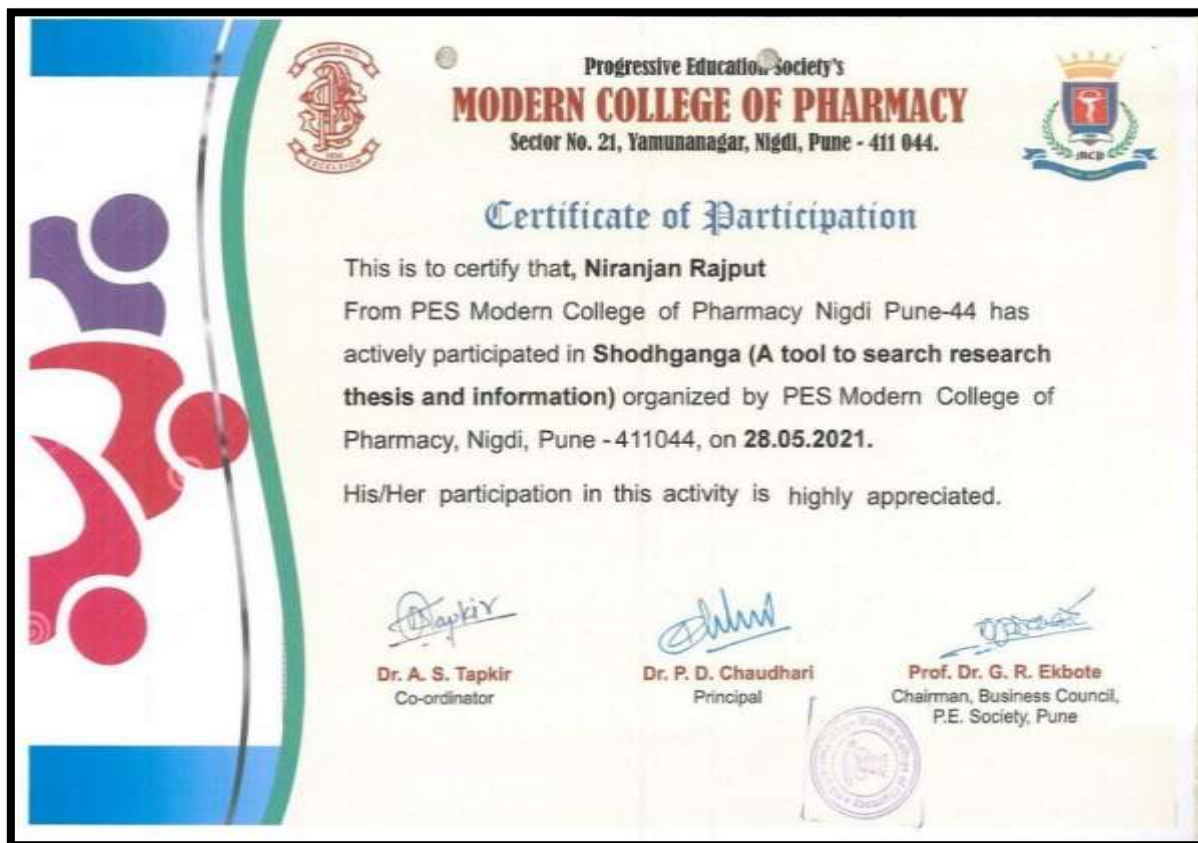 Progressive Education Society's
MODERN COLLEGE OF PHARMACY
Sector No. 21, Yamunanagar, Nigdi, Pune - 411 044.
EXCELSIOR
MCP
Certificate of Participation
This is to certify that, Niranjan Rajput
From PES Modern College of Pharmacy Nigdi Pune-44 has
actively participated in Shodhganga (A tool to search research
thesis and information) organized by PES Modern College of
Pharmacy, Nigdi, Pune - 411044, on 28.05.2021.
His/Her participation in this activity is highly appreciated.
Tapkir
Dr. A. S. Tapkir
Co-ordinator
Dr. P. D. Chaudhari
Principal
Prof. Dr. G. R. Ekbote
Chairman, Business Council,
P.E. Society, Pune